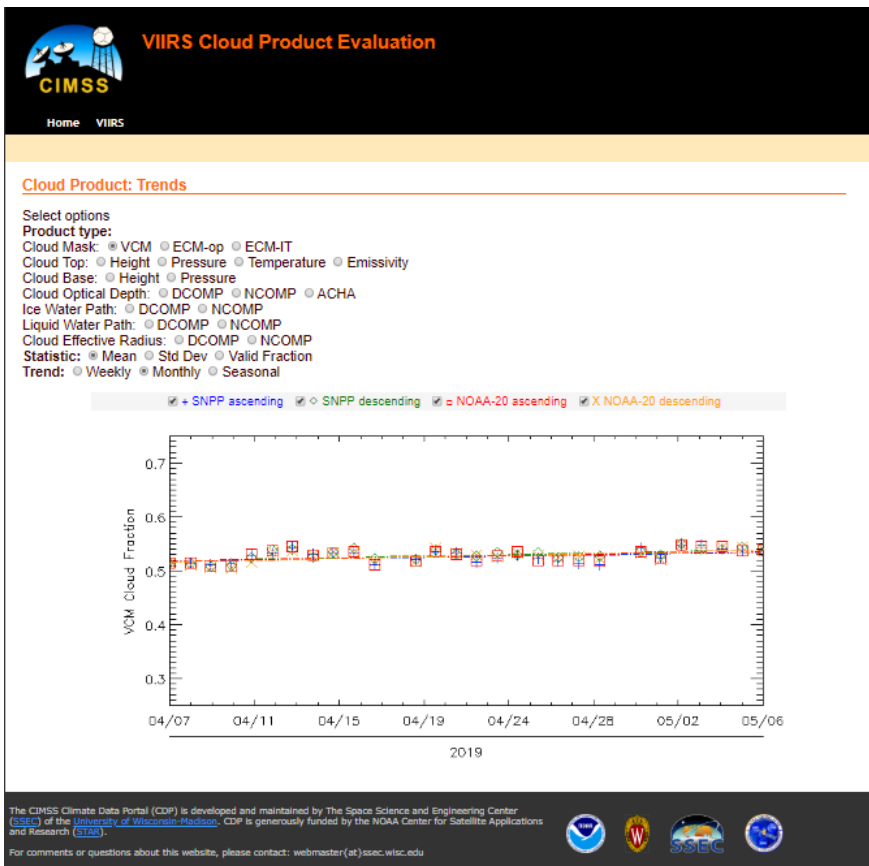 VIIRS Cloud Product Evaluation
CIMSS
Home VIIRS
Cloud Product: Trends
Select options
Product type:
Cloud Mask: VCM ECM-op ECM-IT
Cloud Top: Height Pressure Temperature Emissivity
Cloud Base: Height Pressure
Cloud Optical Depth: DCOMP NCOMP ACHA
Ice Water Path: DCOMP NCOMP
Liquid Water Path: DCOMP NCOMP
Cloud Effective Radius: DCOMP NCOMP
Statistic: Mean Std Dev Valid Fraction
Trend: Weekly Monthly Seasonal
+ SNPP ascending ◇ SNPP descending □ NOAA-20 ascending X NOAA-20 descending
0.7
0.6
0.5
0.4
0.3
VCM Cloud Fraction
04/07 04/11 04/15 04/19 04/24 04/28 05/02 05/06
2019
The CIMSS Climate Data Portal (CDP) is developed and maintained by The Space Science and Engineering Center
(SSEC) of the University of Wisconsin-Madison. CDP is generously funded by the NOAA Center for Satellite Applications
and Research (STAR).
For comments or questions about this website, please contact: webmaster{at}ssec.wisc.edu
W
SSEC